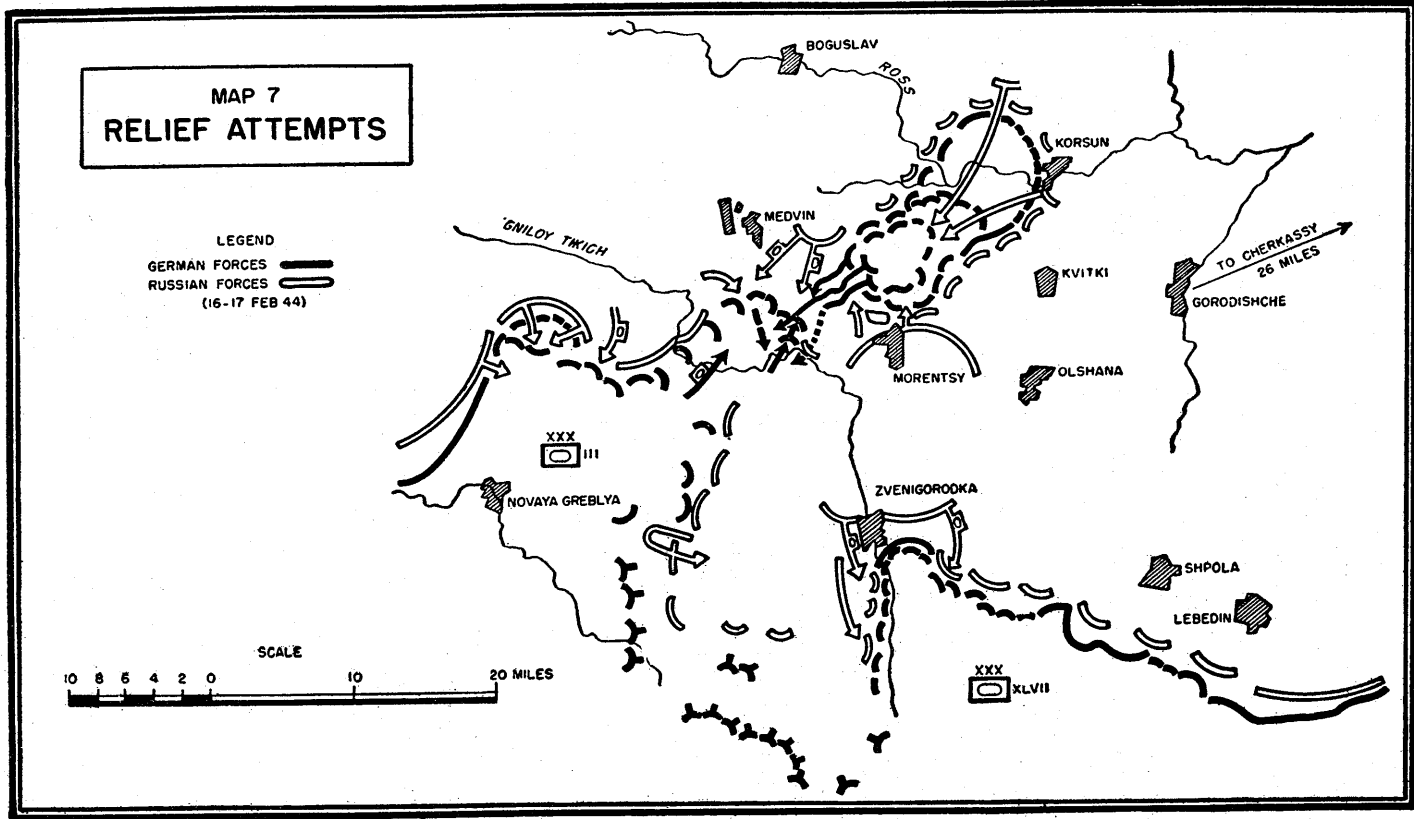 MAP 7
RELIEF ATTEMPTS
LEGEND
GERMAN FORCES
RUSSIAN FORCES
(16-17 FEB 44)
BOGUSLAV
ROSS
KORSUN
MEDVIN
GNILOY TIKICH
KVITKI
TO CHERKASSY
26 MILES
GORODISHCHE
MORENTSY
OLSHANA
XXX
III
NOVAYA GREBLYA
ZVENIGORODKA
SHPOLA
LEBEDIN
XXX
XLVII
SCALE
10 8 6 4 2 0 10 20 MILES